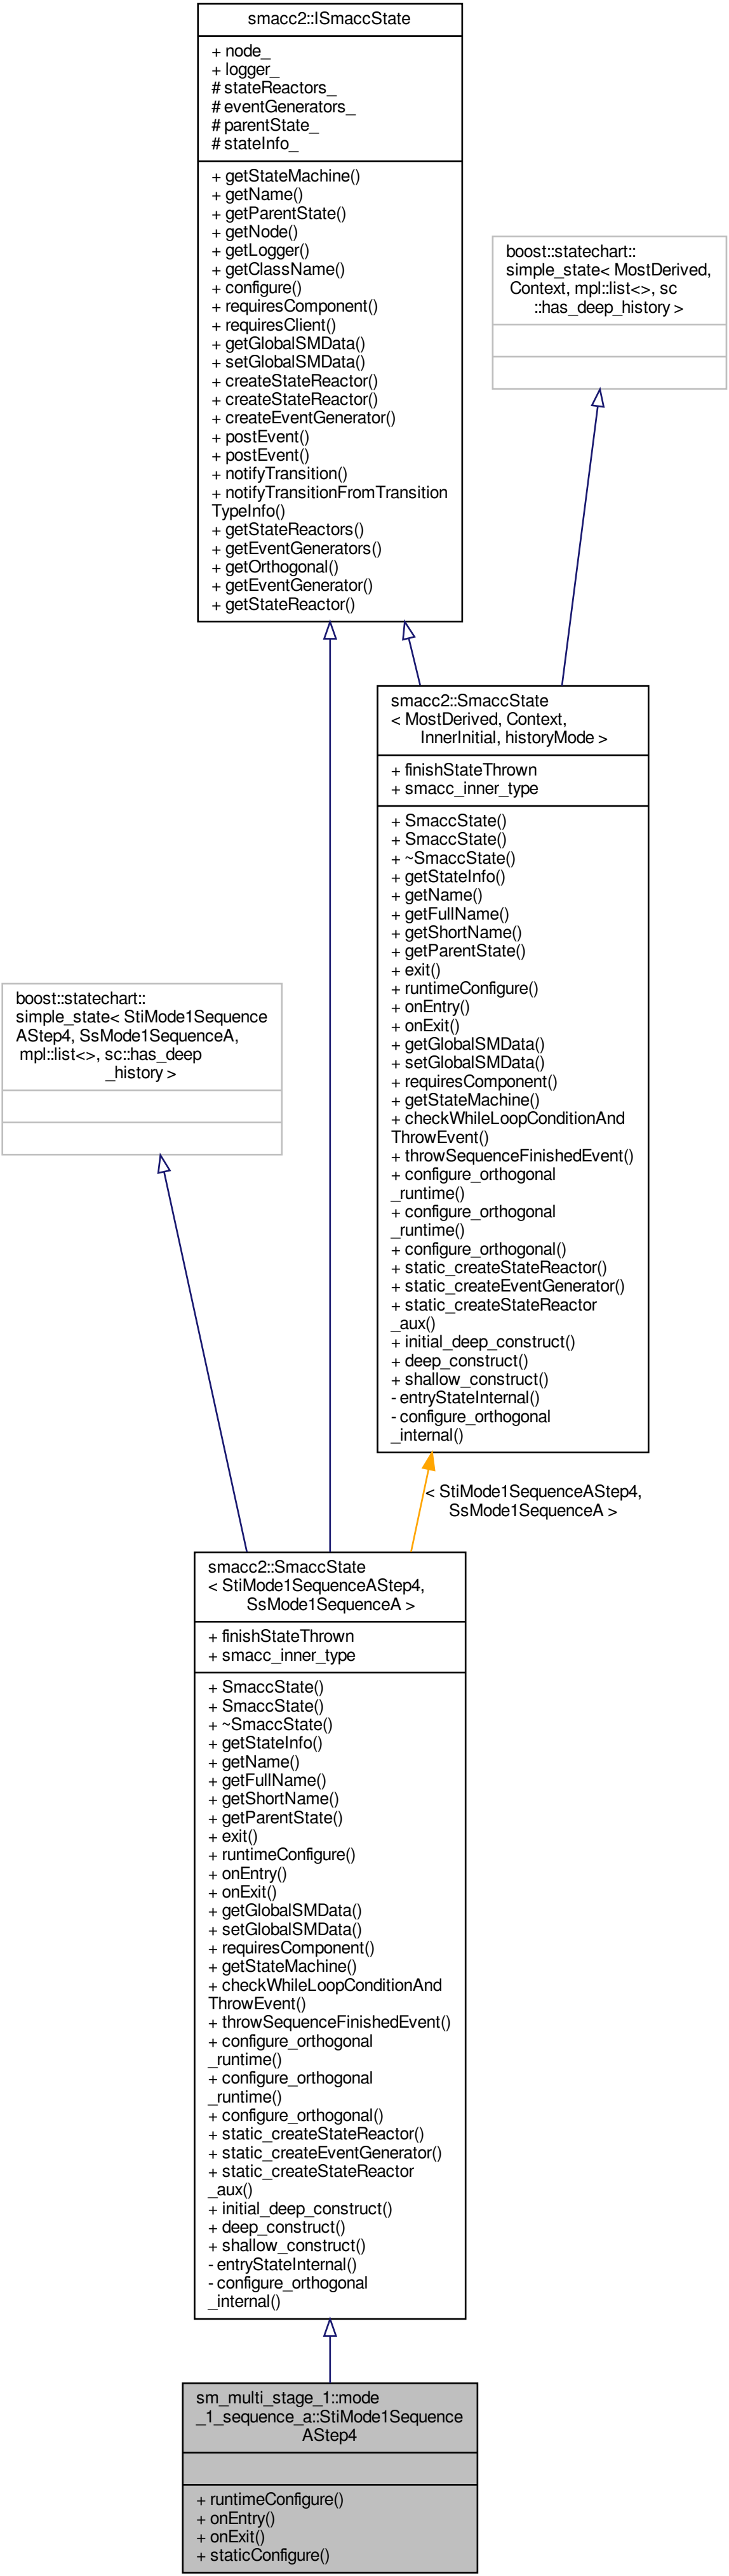 smacc2::ISmaccState
+ node_
+ logger_
# stateReactors_
# eventGenerators_
# parentState_
# stateInfo_
+ getStateMachine()
+ getName()
+ getParentState()
+ getNode()
+ getLogger()
+ getClassName()
+ configure()
+ requiresComponent()
+ requiresClient()
+ getGlobalSMData()
+ setGlobalSMData()
+ createStateReactor()
+ createStateReactor()
+ createEventGenerator()
+ postEvent()
+ postEvent()
+ notifyTransition()
+ notifyTransitionFromTransition
TypeInfo()
+ getStateReactors()
+ getEventGenerators()
+ getOrthogonal()
+ getEventGenerator()
+ getStateReactor()
boost::statechart::
simple_state< MostDerived,
Context, mpl::list<>, sc
::has_deep_history >
smacc2::SmaccState
< MostDerived, Context,
InnerInitial, historyMode >
+ finishStateThrown
+ smacc_inner_type
+ SmaccState()
+ SmaccState()
+ ~SmaccState()
+ getStateInfo()
+ getName()
+ getFullName()
+ getShortName()
+ getParentState()
+ exit()
+ runtimeConfigure()
+ onEntry()
+ onExit()
+ getGlobalSMData()
+ setGlobalSMData()
+ requiresComponent()
+ getStateMachine()
+ checkWhileLoopConditionAnd
ThrowEvent()
+ throwSequenceFinishedEvent()
+ configure_orthogonal
_runtime()
+ configure_orthogonal
_runtime()
+ configure_orthogonal()
+ static_createStateReactor()
+ static_createEventGenerator()
+ static_createStateReactor
_aux()
+ initial_deep_construct()
+ deep_construct()
+ shallow_construct()
- entryStateInternal()
- configure_orthogonal
_internal()
boost::statechart::
simple_state< StiMode1Sequence
AStep4, SsMode1SequenceA,
mpl::list<>, sc::has_deep
_history >
< StiMode1SequenceAStep4,
SsMode1SequenceA >
smacc2::SmaccState
< StiMode1SequenceAStep4,
SsMode1SequenceA >
+ finishStateThrown
+ smacc_inner_type
+ SmaccState()
+ SmaccState()
+ ~SmaccState()
+ getStateInfo()
+ getName()
+ getFullName()
+ getShortName()
+ getParentState()
+ exit()
+ runtimeConfigure()
+ onEntry()
+ onExit()
+ getGlobalSMData()
+ setGlobalSMData()
+ requiresComponent()
+ getStateMachine()
+ checkWhileLoopConditionAnd
ThrowEvent()
+ throwSequenceFinishedEvent()
+ configure_orthogonal
_runtime()
+ configure_orthogonal
_runtime()
+ configure_orthogonal()
+ static_createStateReactor()
+ static_createEventGenerator()
+ static_createStateReactor
_aux()
+ initial_deep_construct()
+ deep_construct()
+ shallow_construct()
- entryStateInternal()
- configure_orthogonal
_internal()
sm_multi_stage_1::mode
_1_sequence_a::StiMode1Sequence
AStep4
+ runtimeConfigure()
+ onEntry()
+ onExit()
+ staticConfigure()